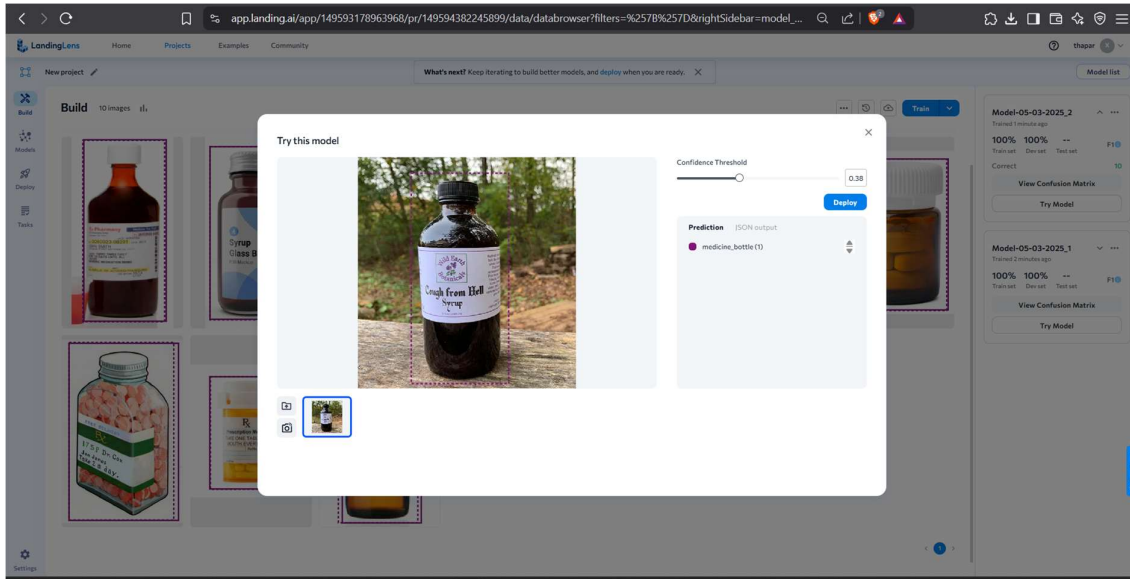 app.landing.ai/app/149593178963968/pr/149594382245899/data/databrowser?filters=%257B%257D&rightSidebar=model_...
LandingLens
Home
Projects
Examples
Community
thapar
New project
What's next? Keep iterating to build better models, and deploy when you are ready.
Model list
Build
Models
Deploy
Tasks
Settings
Build
10 images
Train
Syrup
Glass B
Try this model
Wild Earth
Botanicals
Cough from Hell
Syrup
Confidence Threshold
0.38
Deploy
Prediction
JSON output
medicine_bottle (1)
Model-05-03-2025_2
Trained 1 minute ago
100% 100% --
Train set Dev set Test set
F1
Correct
10
View Confusion Matrix
Try Model
Model-05-03-2025_1
Trained 2 minutes ago
100% 100% --
Train set Dev set Test set
F1
View Confusion Matrix
Try Model
1